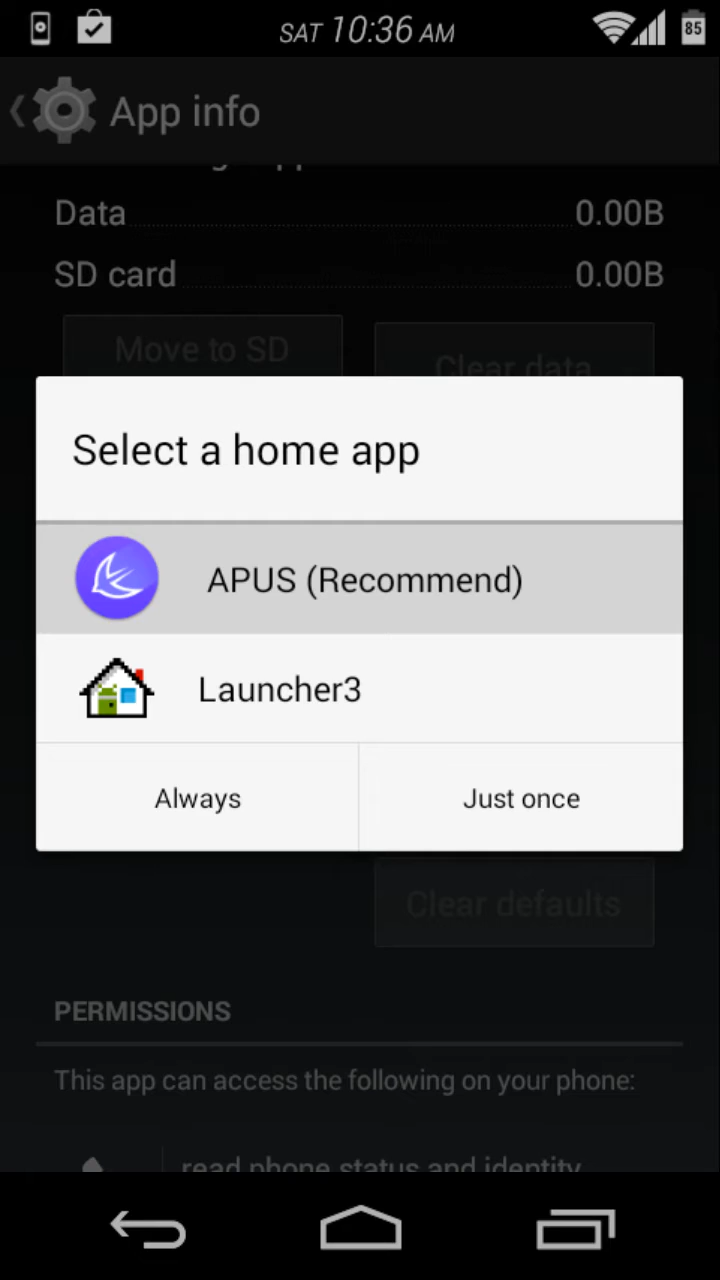 SAT 10:36 AM
85
App info
Data 0.00B
SD card 0.00B
Move to SD
Clear data
Select a home app
APUS (Recommend)
Launcher3
Always
Just once
Clear defaults
PERMISSIONS
This app can access the following on your phone:
read phone status and identity